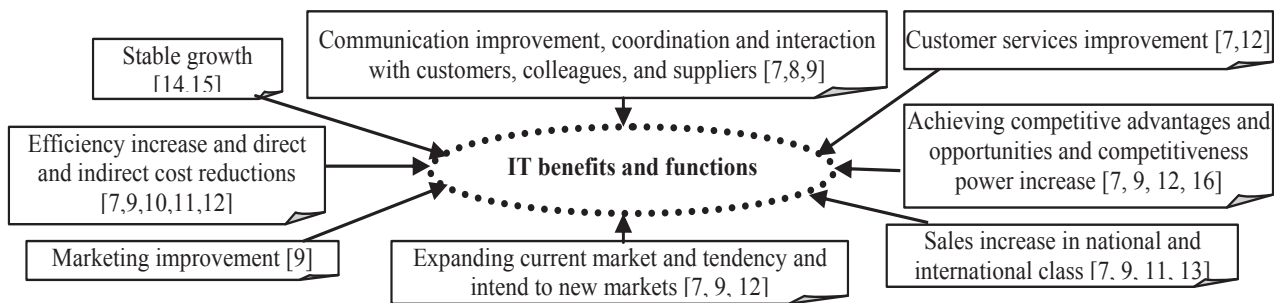 Stable growth
[14,15]
Communication improvement, coordination and interaction
with customers, colleagues, and suppliers [7,8,9]
Customer services improvement [7,12]
Efficiency increase and direct
and indirect cost reductions
[7,9,10,11,12]
IT benefits and functions
Achieving competitive advantages and
opportunities and competitiveness
power increase [7, 9, 12, 16]
Marketing improvement [9]
Expanding current market and tendency and
intend to new markets [7, 9, 12]
Sales increase in national and
international class [7, 9, 11, 13]